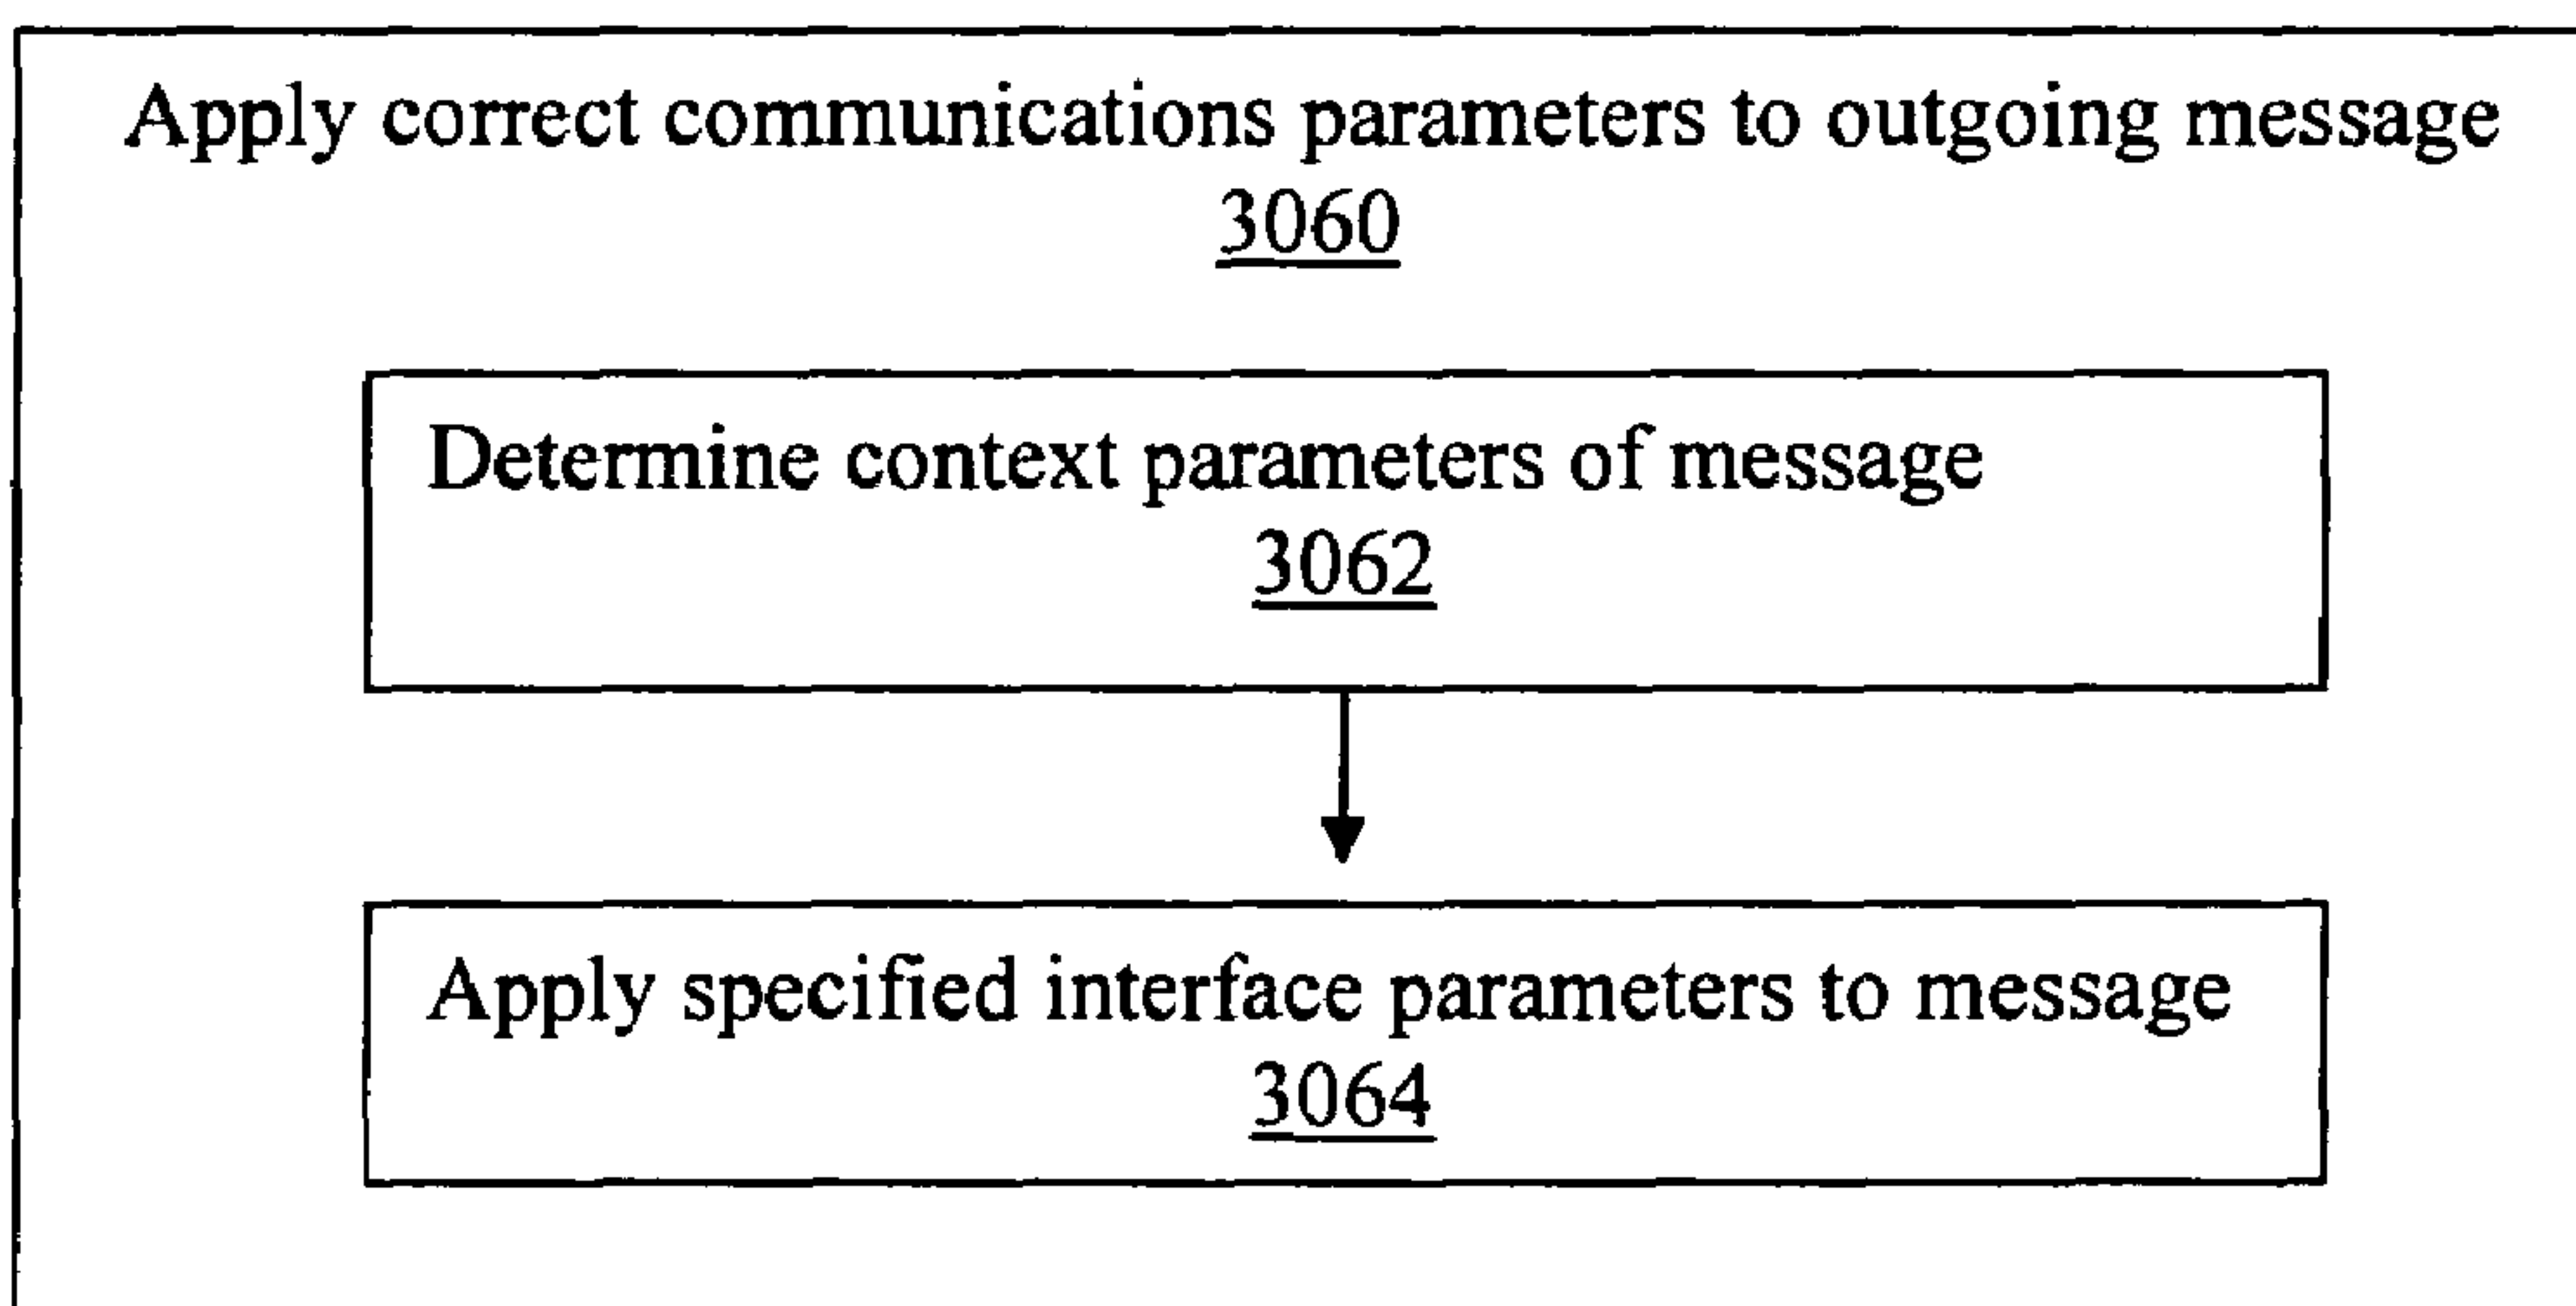 Apply correct communications parameters to outgoing message
3060
Determine context parameters of message
3062
Apply specified interface parameters to message
3064